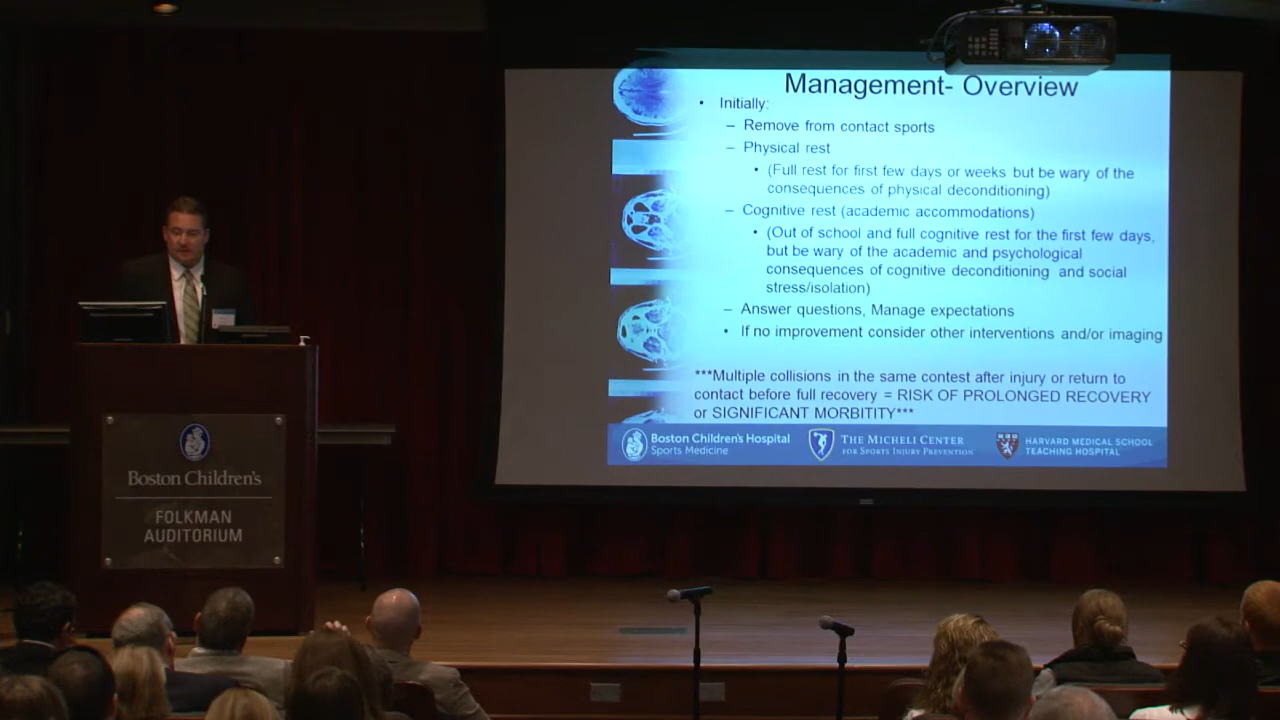 Management- Overview
• Initially:
– Remove from contact sports
– Physical rest
• (Full rest for first few days or weeks but be wary of the
consequences of physical deconditioning)
– Cognitive rest (academic accommodations)
• (Out of school and full cognitive rest for the first few days,
but be wary of the academic and psychological
consequences of cognitive deconditioning and social
stress/isolation)
– Answer questions, Manage expectations
• If no improvement consider other interventions and/or imaging
***Multiple collisions in the same contest after injury or return to
contact before full recovery = RISK OF PROLONGED RECOVERY
or SIGNIFICANT MORBITITY***
Boston Children's Hospital
Sports Medicine
THE MICHELI CENTER
FOR SPORTS INJURY PREVENTION
HARVARD MEDICAL SCHOOL
TEACHING HOSPITAL
Boston Children's
FOLKMAN
AUDITORIUM